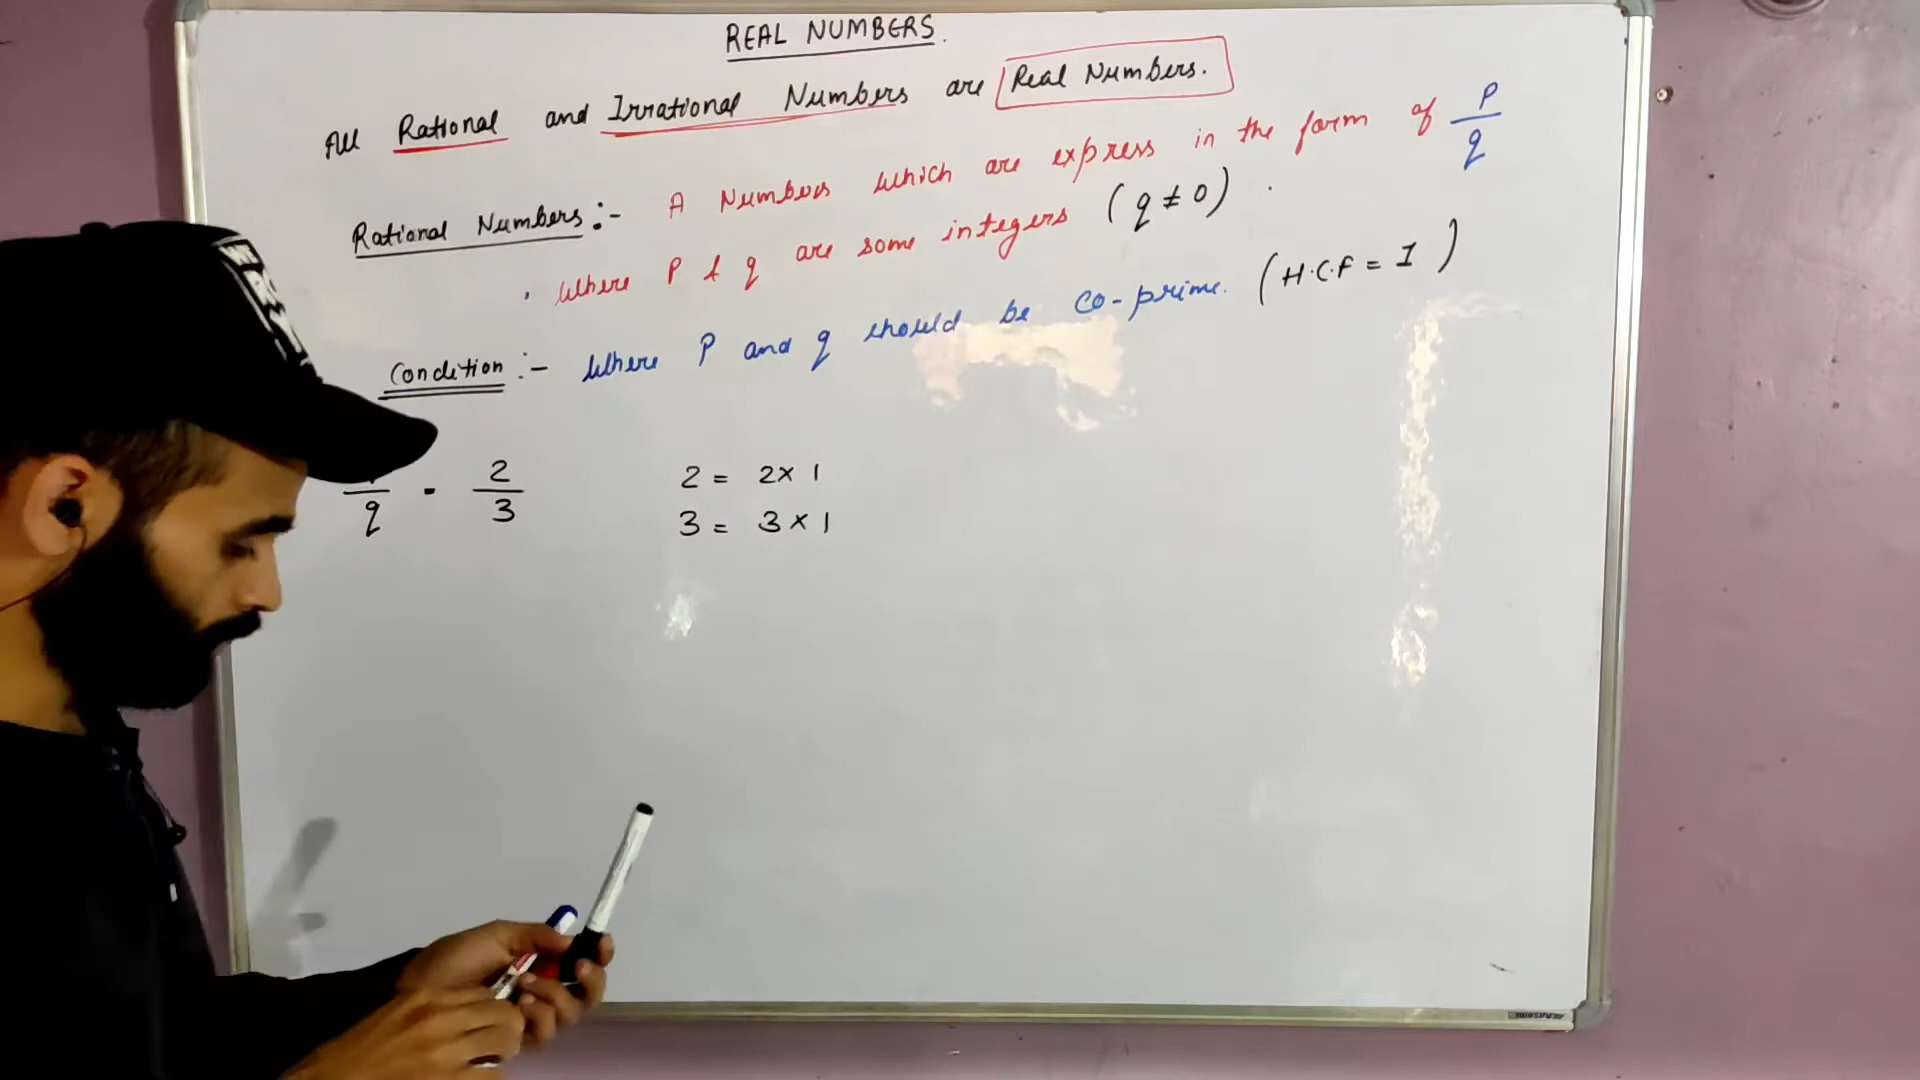 REAL NUMBERS.
All Rational and Irrational Numbers are Real Numbers.
Rational Numbers :- A Numbers which are express in the form of P/q
. where P & q are some integers (q ≠ 0) .
Condition :- Where P and q should be co-prime. (H.C.F = 1)
/q - 2/3 2 = 2 × 1
3 = 3 × 1